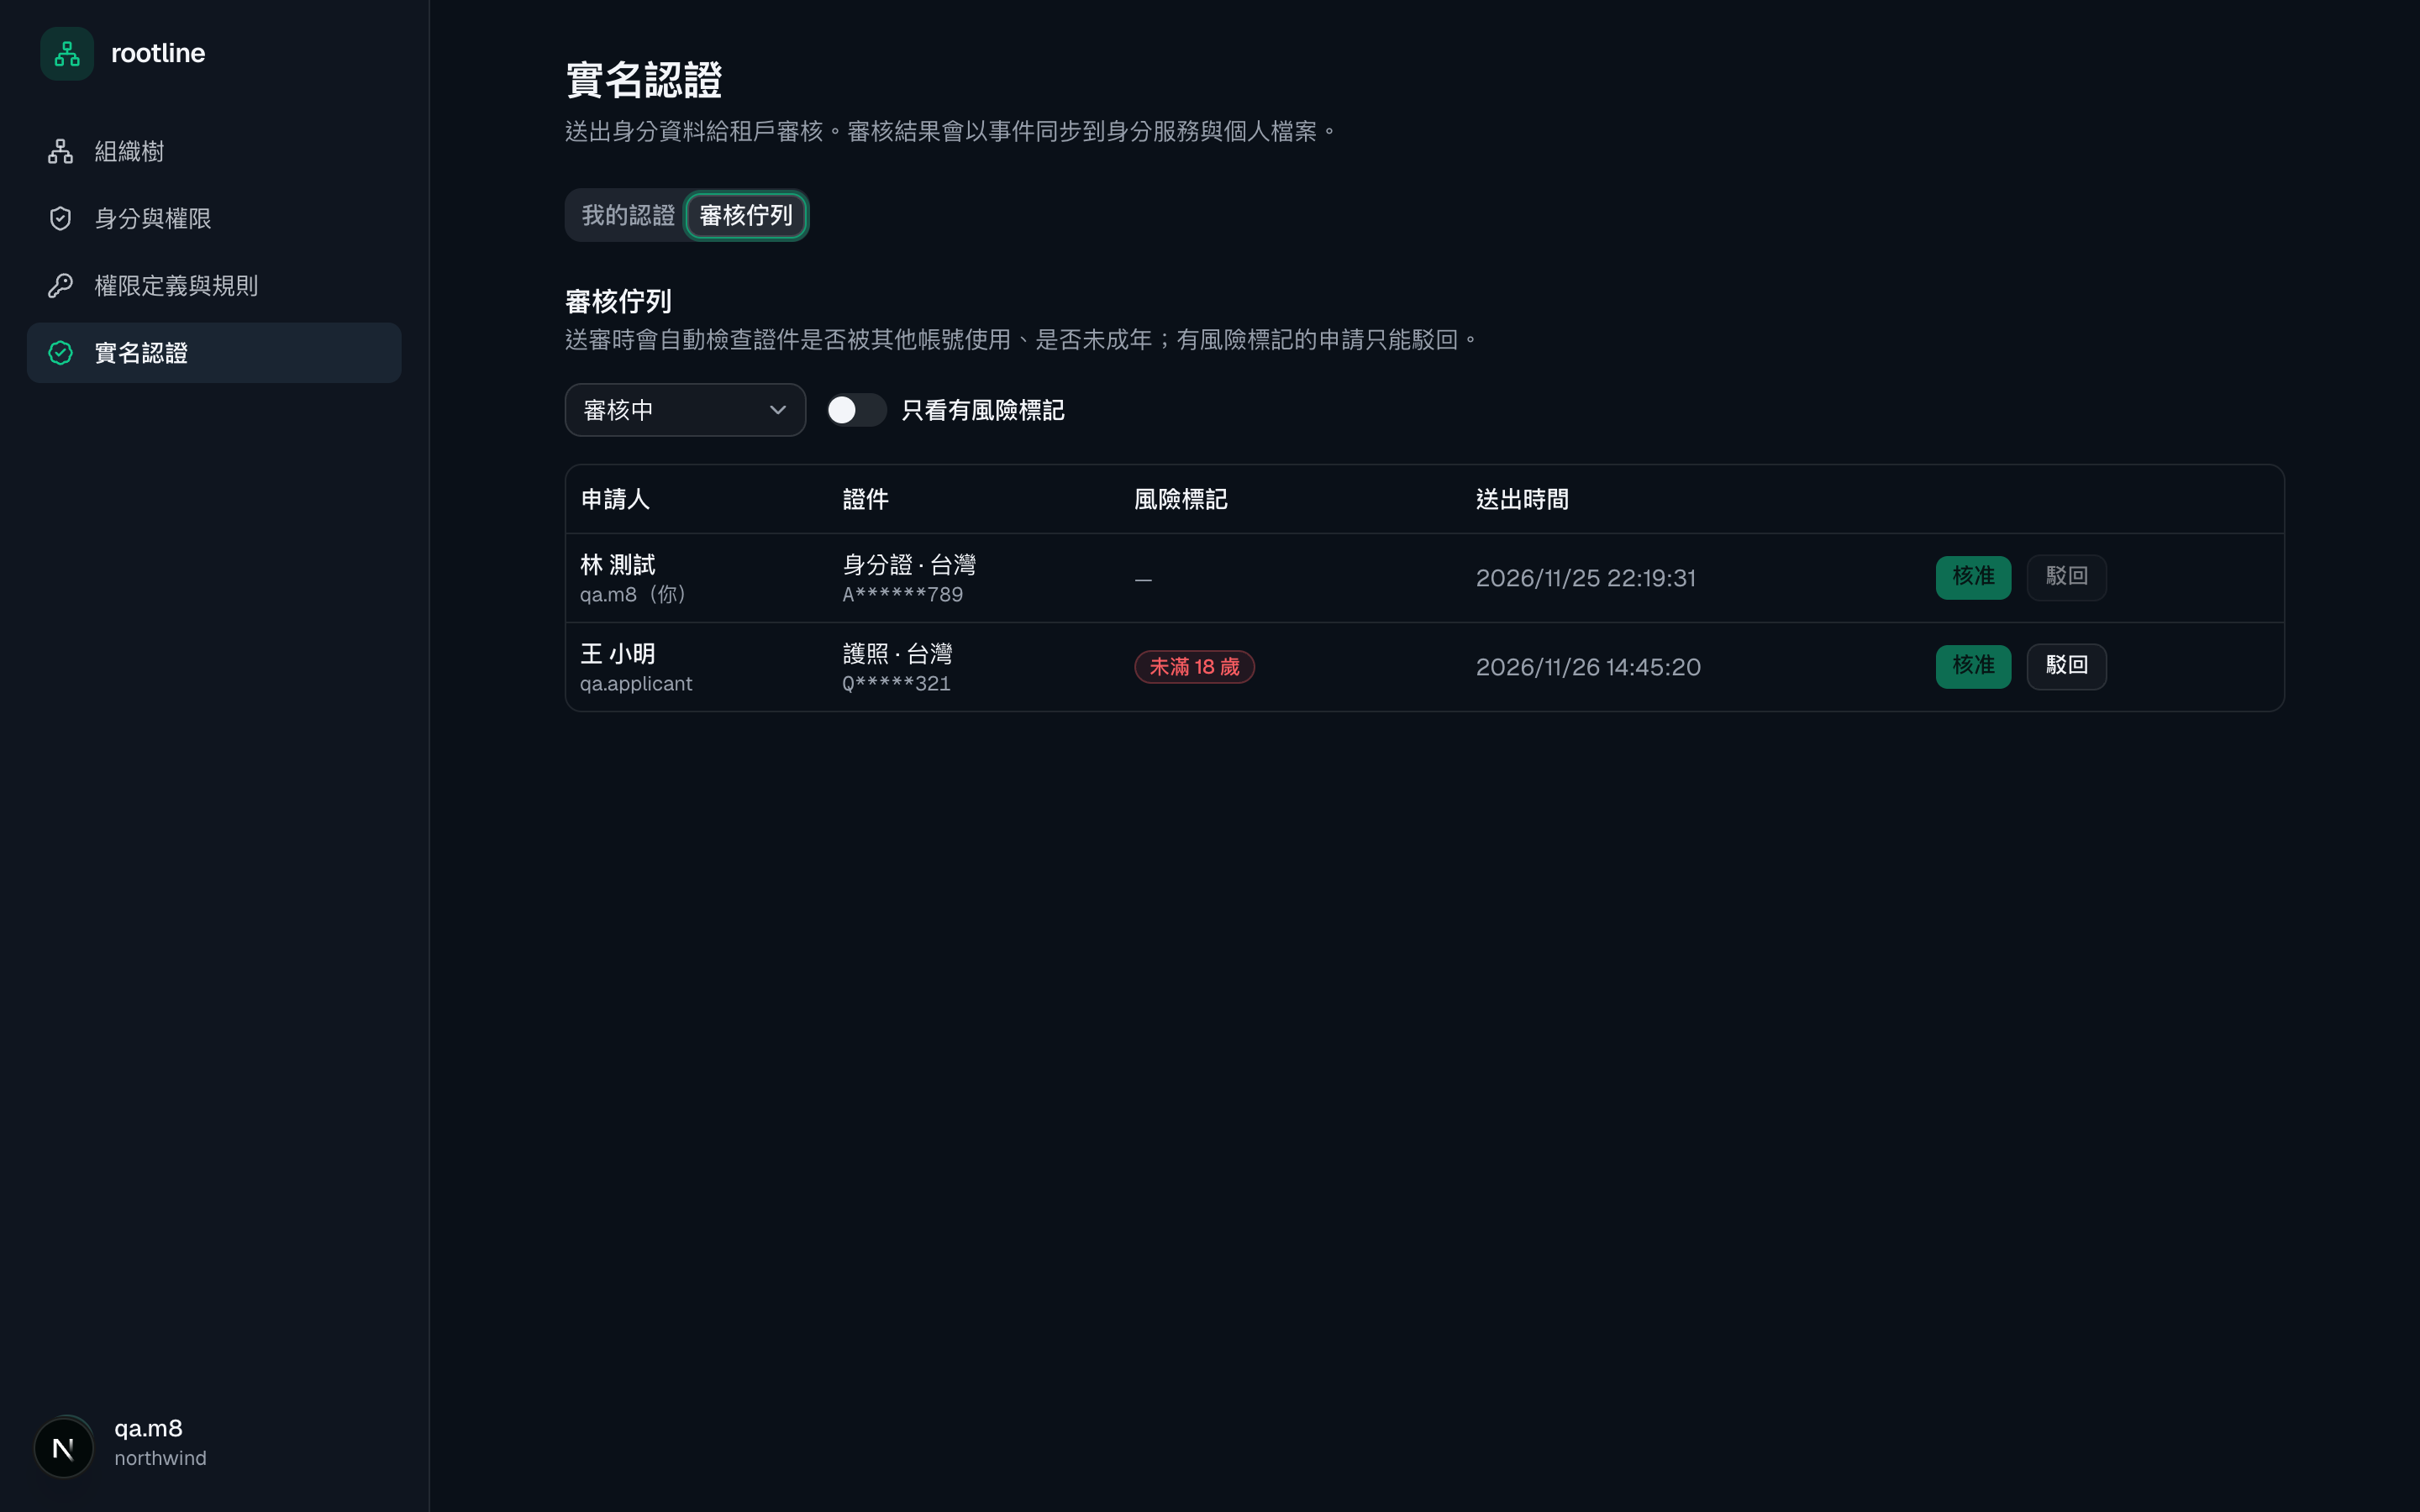 rootline
組織樹
身分與權限
權限定義與規則
實名認證
實名認證
送出身分資料給租戶審核。審核結果會以事件同步到身分服務與個人檔案。
我的認證 審核佇列
審核佇列
送審時會自動檢查證件是否被其他帳號使用、是否未成年；有風險標記的申請只能駁回。
審核中 只看有風險標記
申請人 證件 風險標記 送出時間
林 測試 身分證 · 台灣 — 2026/11/25 22:19:31 核准 駁回
qa.m8（你） A******789
王 小明 護照 · 台灣 未滿 18 歲 2026/11/26 14:45:20 核准 駁回
qa.applicant Q*****321
N
qa.m8
northwind